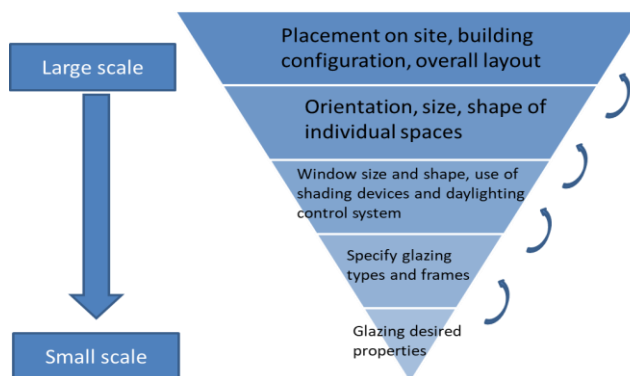 Large scale
Placement on site, building
configuration, overall layout
Orientation, size, shape of
individual spaces
Window size and shape, use of
shading devices and daylighting
control system
Specify glazing
types and frames
Glazing desired
properties
Small scale